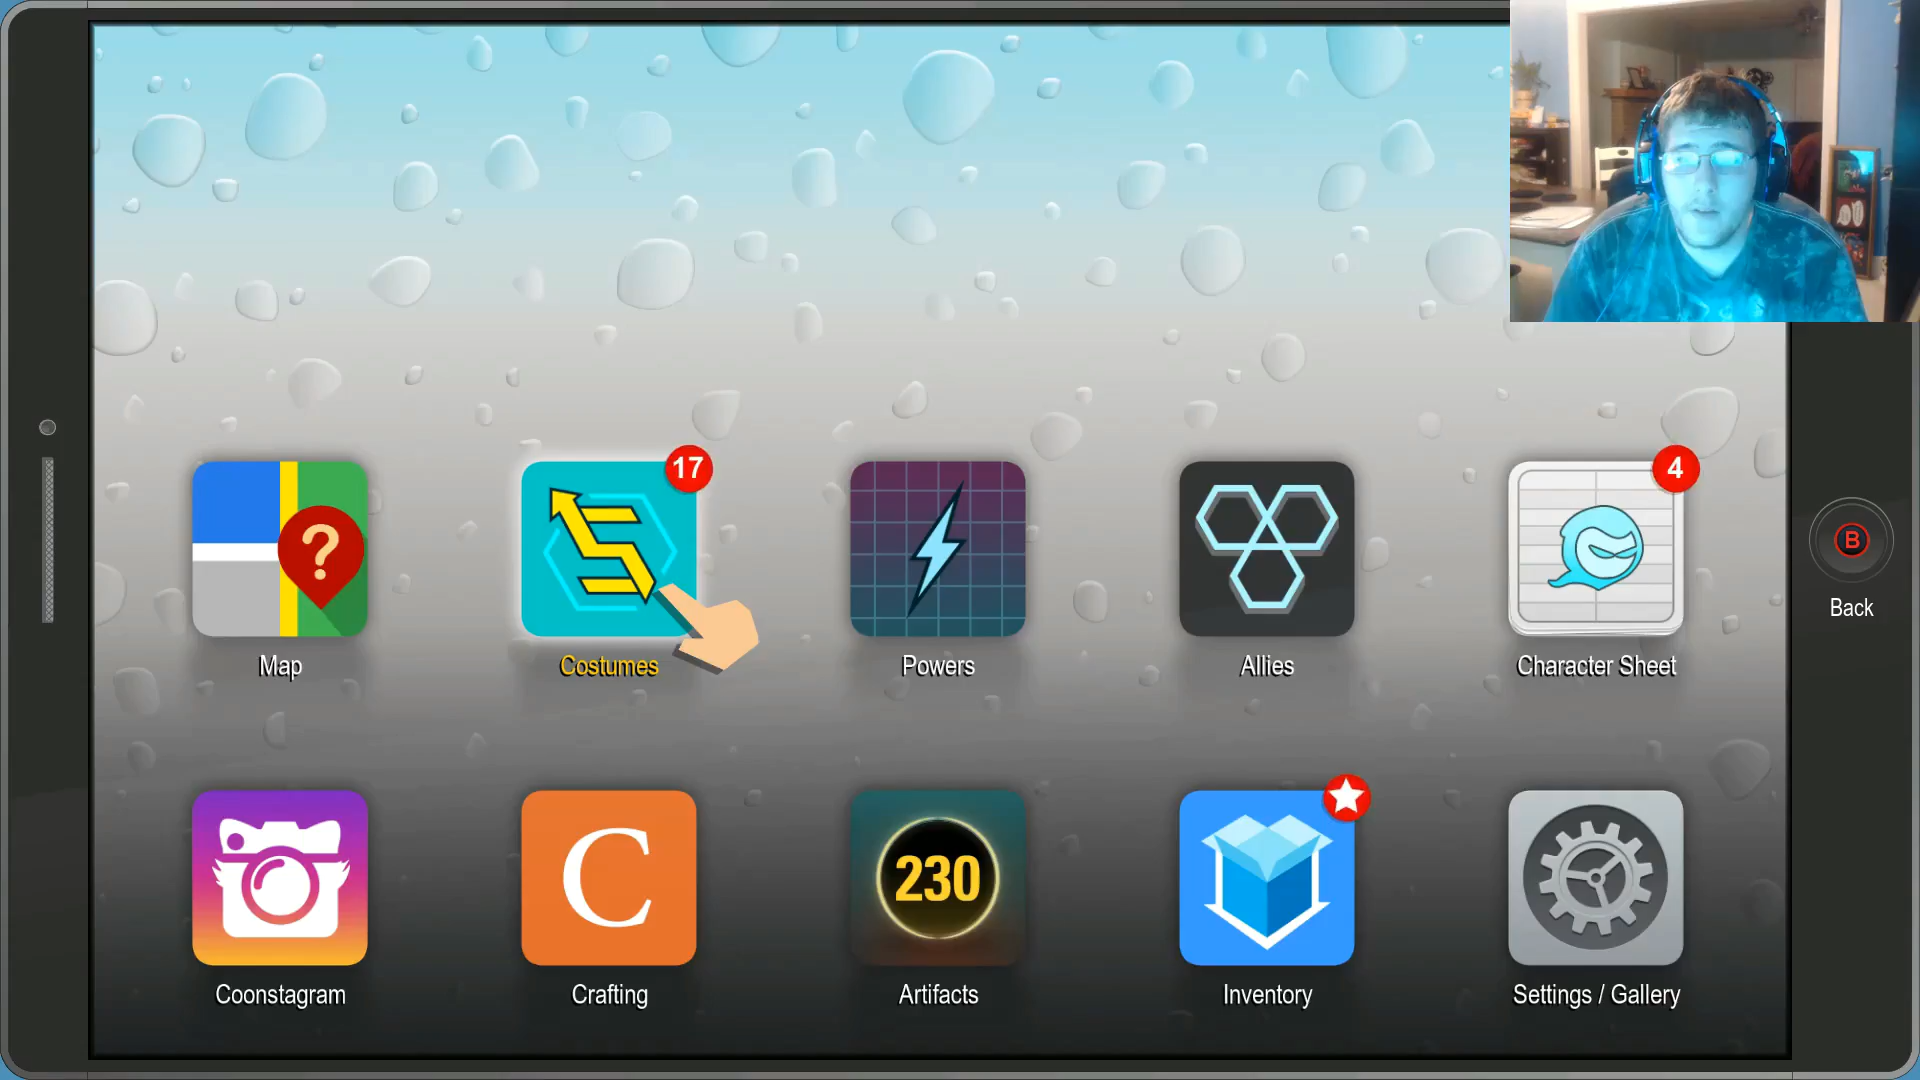 17
4
?
Map
Costumes
Powers
Allies
Character Sheet
B
Back
C
230
Coonstagram
Crafting
Artifacts
Inventory
Settings / Gallery